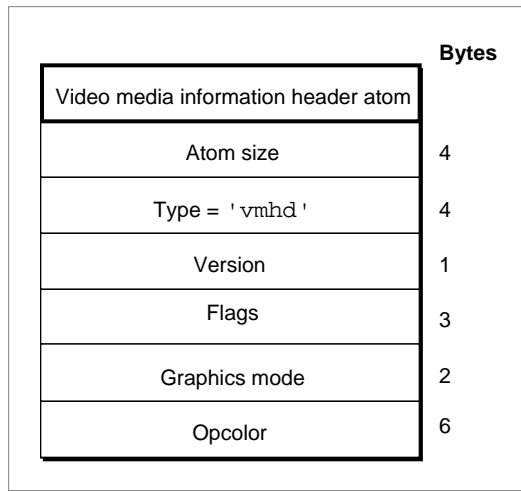 Bytes
Video media information header atom
Atom size 4
Type = 'vmhd' 4
Version 1
Flags 3
Graphics mode 2
Opcolor 6